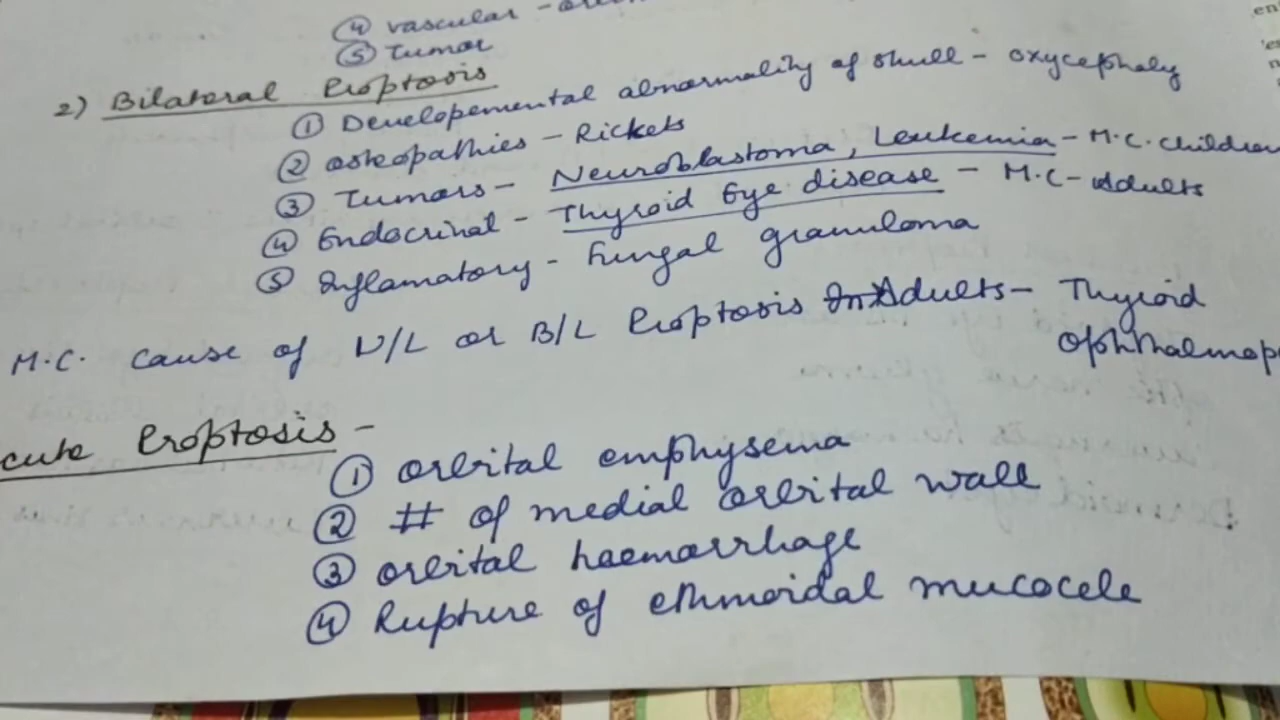 ④ vascular -
⑤ Tumor
2) Bilateral Proptosis
① Developemental abnormality of skull - oxycephaly
② osteopathies - Rickets
③ Tumors - Neuroblastoma, Leukemia - M.C. children
④ Endocrinal - Thyroid Eye disease - M.C - Adults
⑤ Inflamatory - Fungal granuloma
M.C. cause of U/L or B/L Proptosis In Adults - Thyroid
Ophthalmop
cute Proptosis -
① orbital emphysema
② # of medial orbital wall
③ orbital haemorrhage
④ Rupture of ethmoidal mucocele